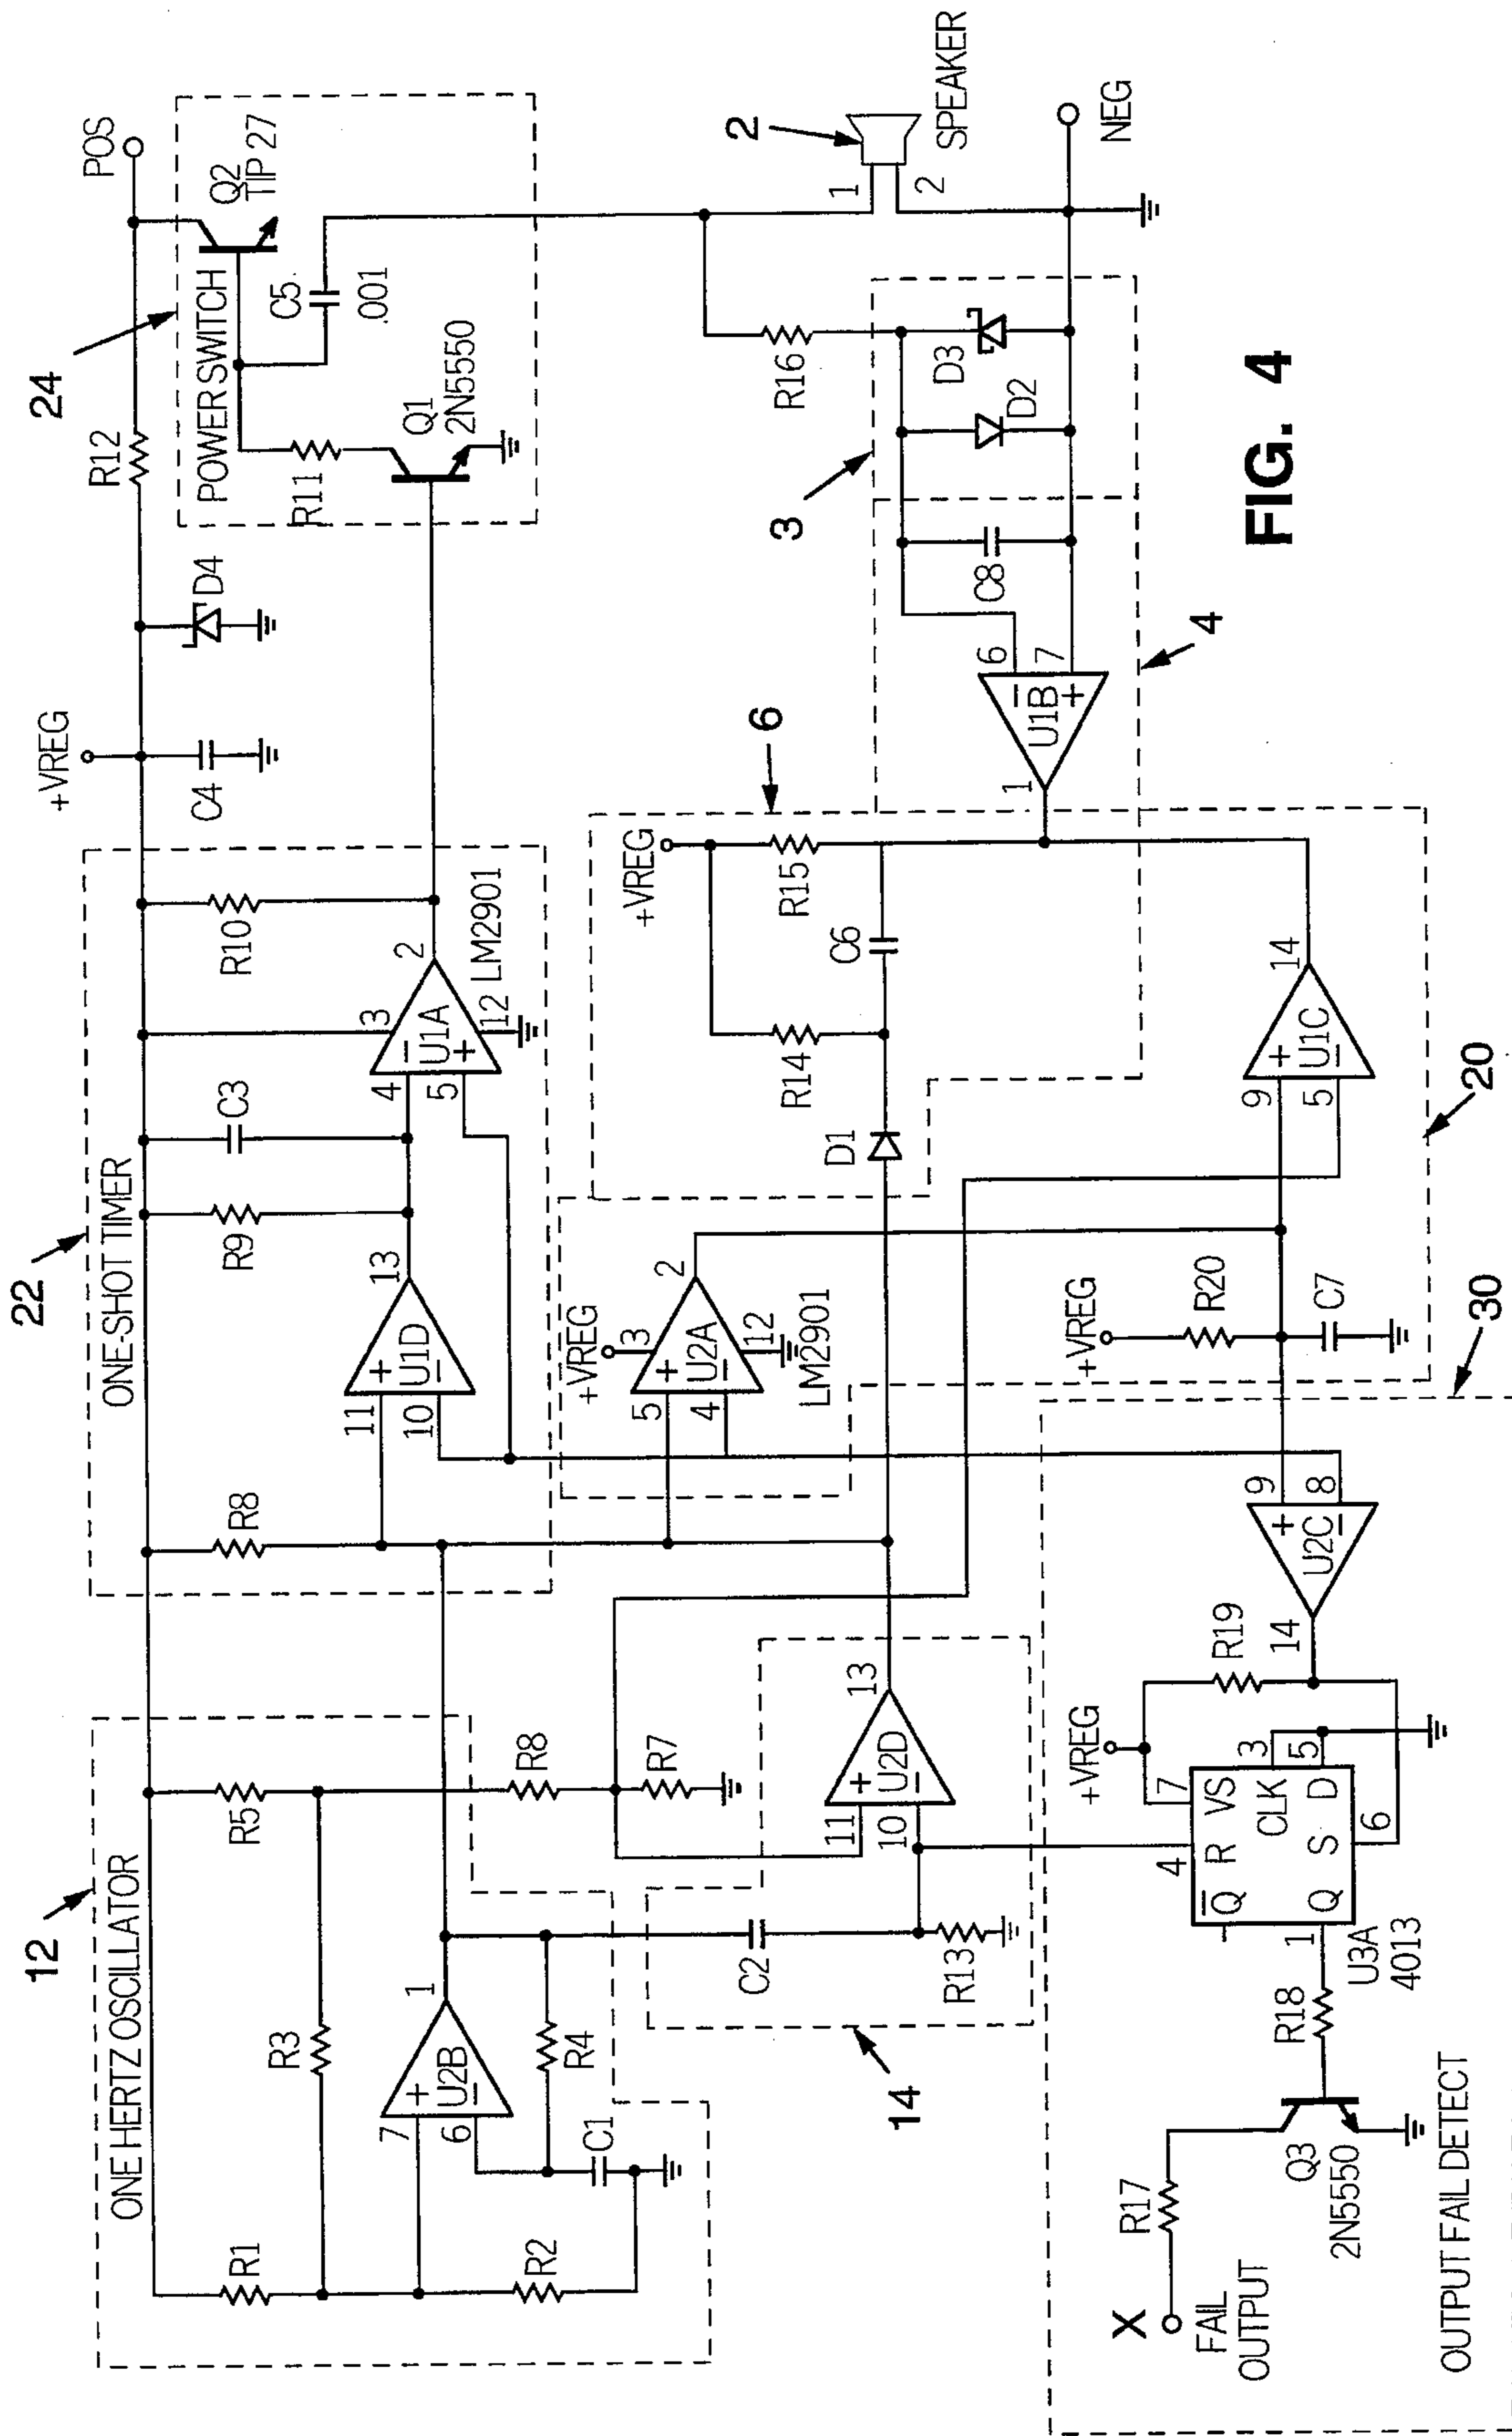 12
ONE HERTZ OSCILLATOR
R1
R2
R3
R4
R5
7
6
+
−
U2B
1
C1
R8
R7
22
ONE-SHOT TIMER
R8
11
10
+
−
U1D
13
R9
C3
4
5
3
−
+
U1A
12
2
LM2901
R10
+VREG
C4
D4
R12
24
POWER SWITCH
R11
Q1
2N5550
C5
.001
Q2
TIP 27
POS
14
C2
R13
11
10
+
−
U2D
13
+VREG
3
5
4
+
−
U2A
12
2
LM2901
D1
R14
C6
+VREG
R15
6
1
U1B
−
+
6
7
4
C8
3
D2
D3
R16
2
1
2
SPEAKER
NEG
+VREG
R20
C7
9
5
+
−
U1C
14
20
30
X
FAIL
OUTPUT
R17
Q3
2N5550
R18
1
U3A
4013
Q
Q
4
R
S
6
7
VS
CLK
D
3
5
+VREG
R19
14
U2C
+
−
9
8
OUTPUT FAIL DETECT
FIG. 4